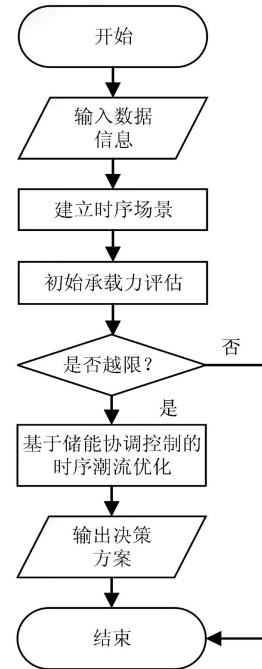 开始
输入数据
信息
建立时序场景
初始承载力评估
是否越限？
否
是
基于储能协调控制的
时序潮流优化
输出决策
方案
结束